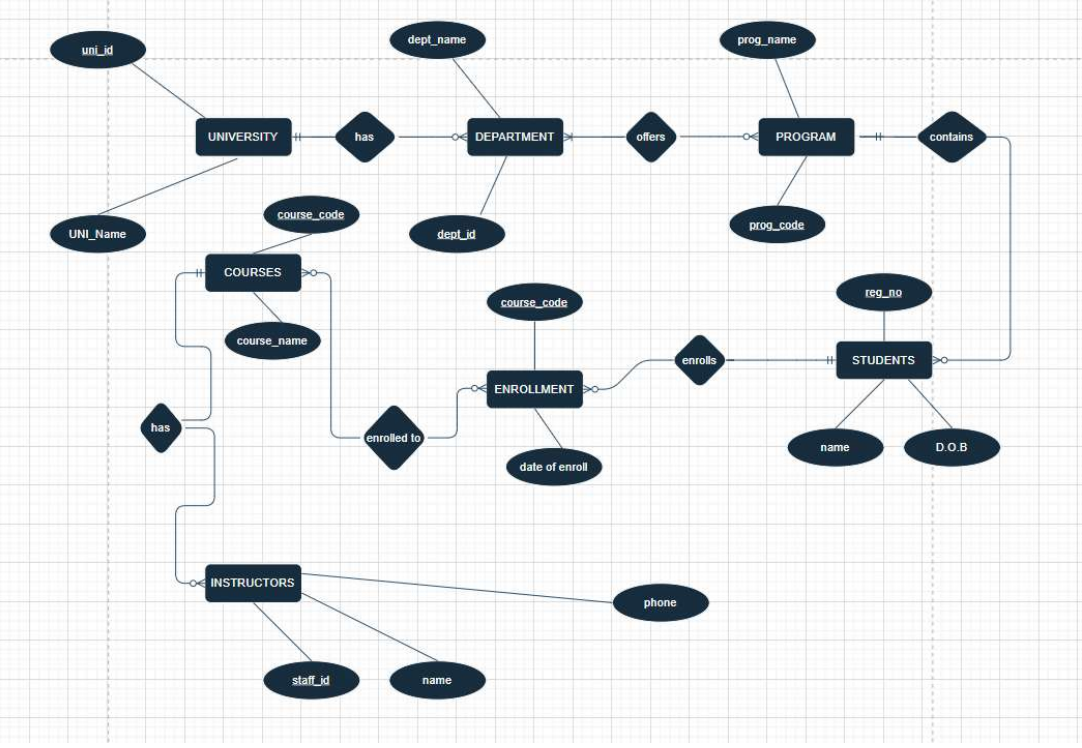 dept_name
prog_name
uni_id
UNIVERSITY
has
DEPARTMENT
offers
PROGRAM
contains
UNI_Name
dept_id
prog_code
course_code
COURSES
course_name
course_code
reg_no
ENROLLMENT
enrolls
STUDENTS
has
enrolled to
date of enroll
name
D.O.B
INSTRUCTORS
phone
staff_id
name